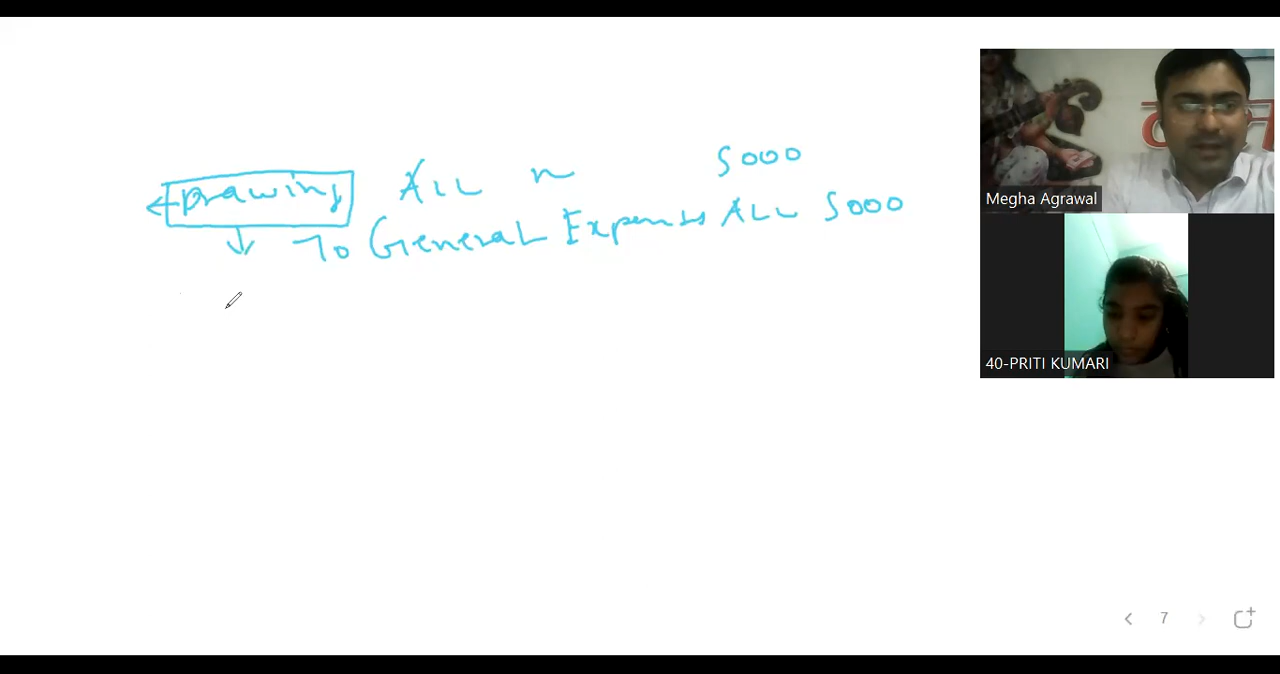 Drawing A/c Dr 5000
To General Expenses A/c 5000
Megha Agrawal
40-PRITI KUMARI
7